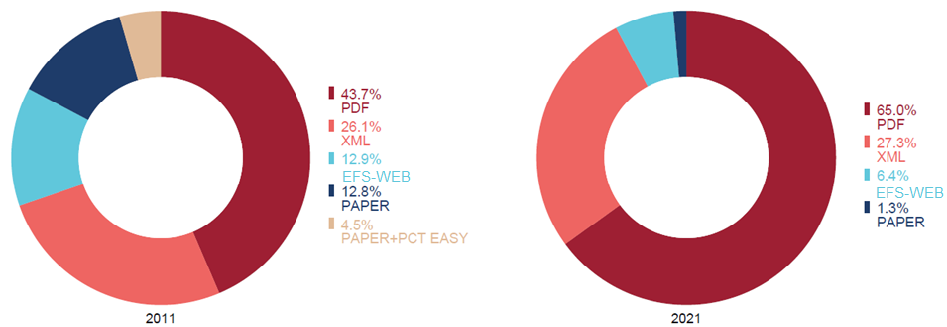 43.7%
PDF
26.1%
XML
12.9%
EFS-WEB
12.8%
PAPER
4.5%
PAPER+PCT EASY
2011
65.0%
PDF
27.3%
XML
6.4%
EFS-WEB
1.3%
PAPER
2021